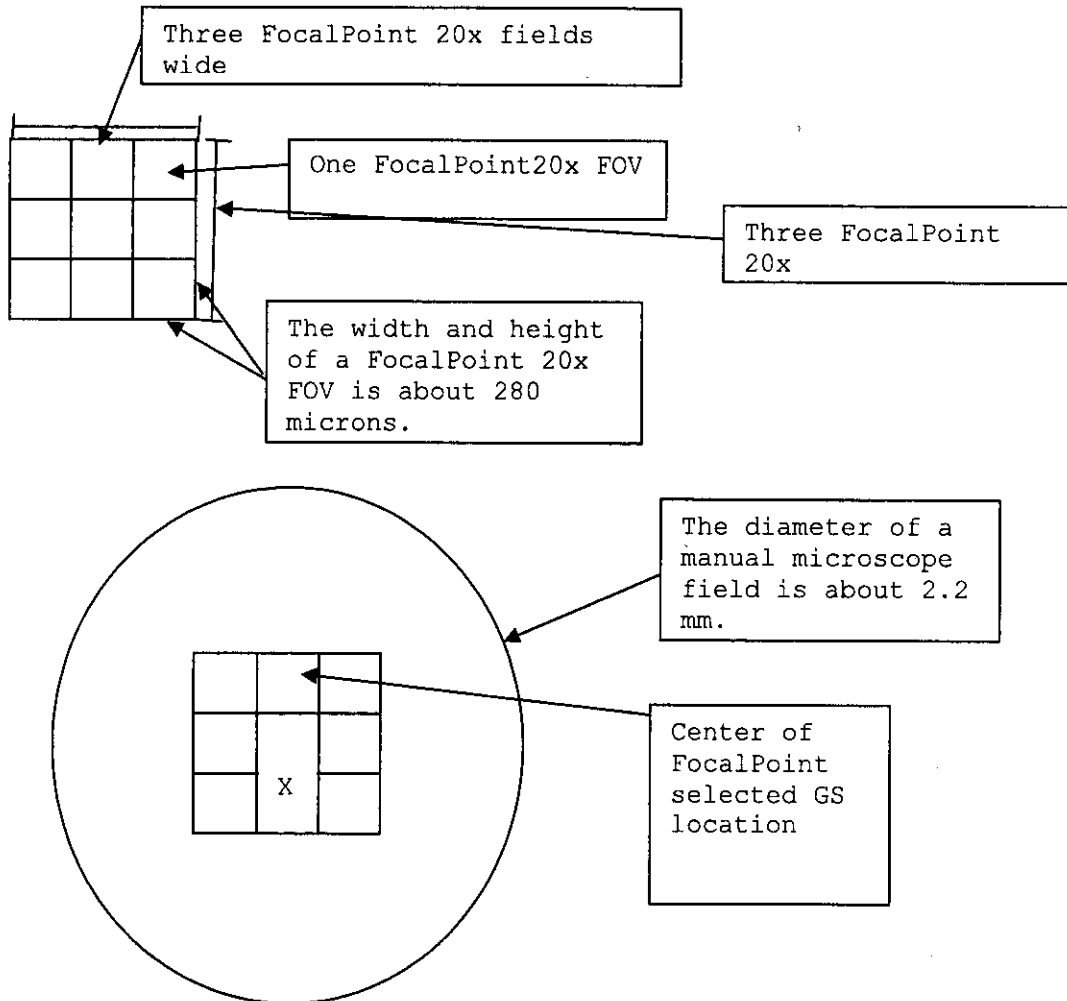 Three FocalPoint 20x fields
wide
One FocalPoint20x FOV
Three FocalPoint
20x
The width and height
of a FocalPoint 20x
FOV is about 280
microns.
The diameter of a
manual microscope
field is about 2.2
mm.
Center of
FocalPoint
selected GS
location
X